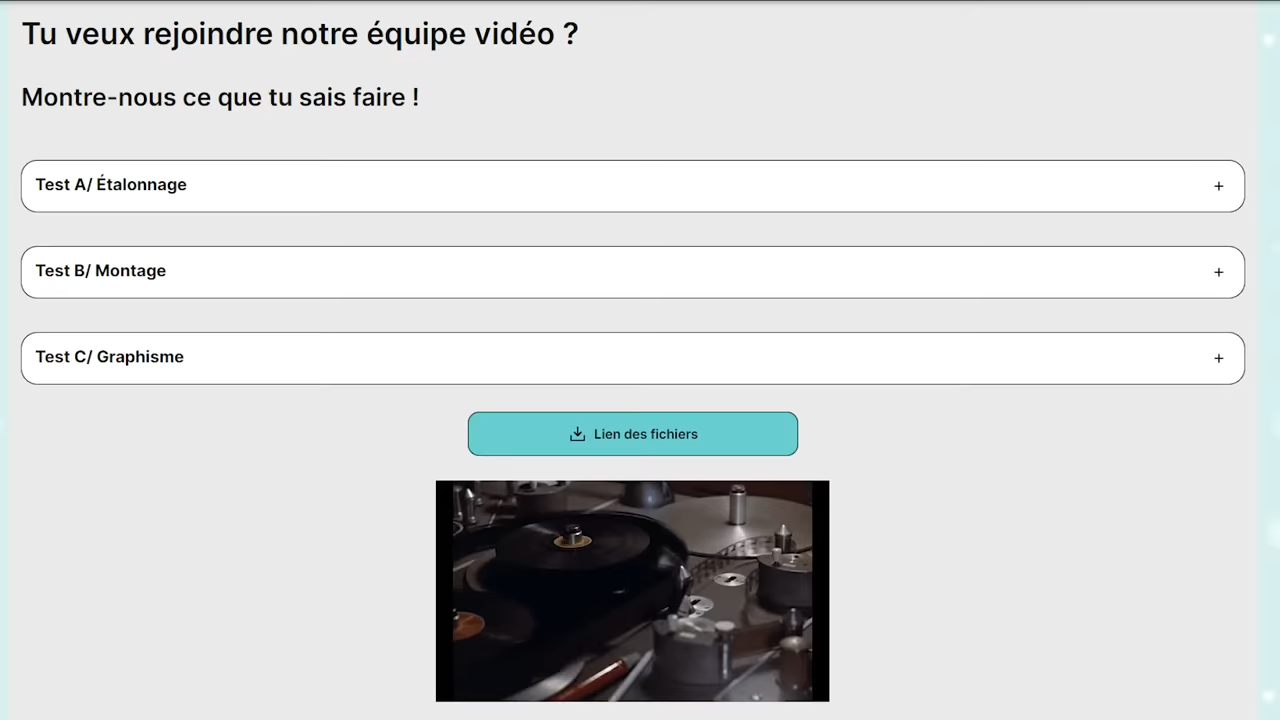 Tu veux rejoindre notre équipe vidéo ?
Montre-nous ce que tu sais faire !
Test A/ Étalonnage
Test B/ Montage
Test C/ Graphisme
Lien des fichiers